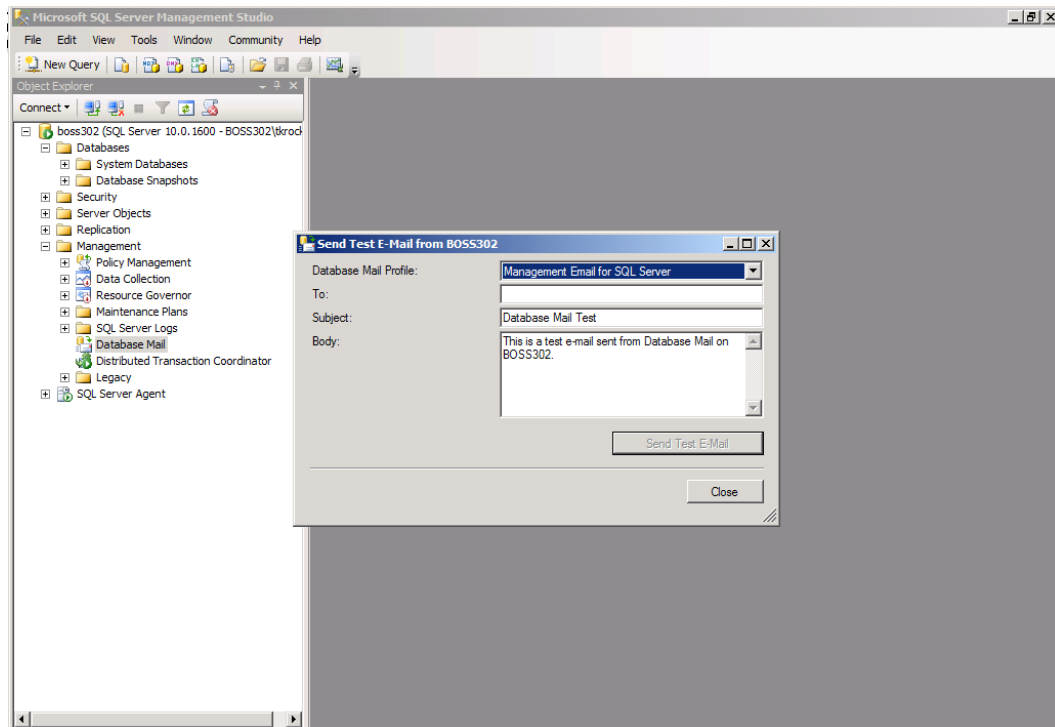 Microsoft SQL Server Management Studio
File Edit View Tools Window Community Help
New Query
Object Explorer
Connect
boss302 (SQL Server 10.0.1600 - BOSS302\tkrock
Databases
System Databases
Database Snapshots
Security
Server Objects
Replication
Management
Policy Management
Data Collection
Resource Governor
Maintenance Plans
SQL Server Logs
Database Mail
Distributed Transaction Coordinator
Legacy
SQL Server Agent
Send Test E-Mail from BOSS302
Database Mail Profile: Management Email for SQL Server
To:
Subject: Database Mail Test
Body: This is a test e-mail sent from Database Mail on
BOSS302.
Send Test E-Mail
Close